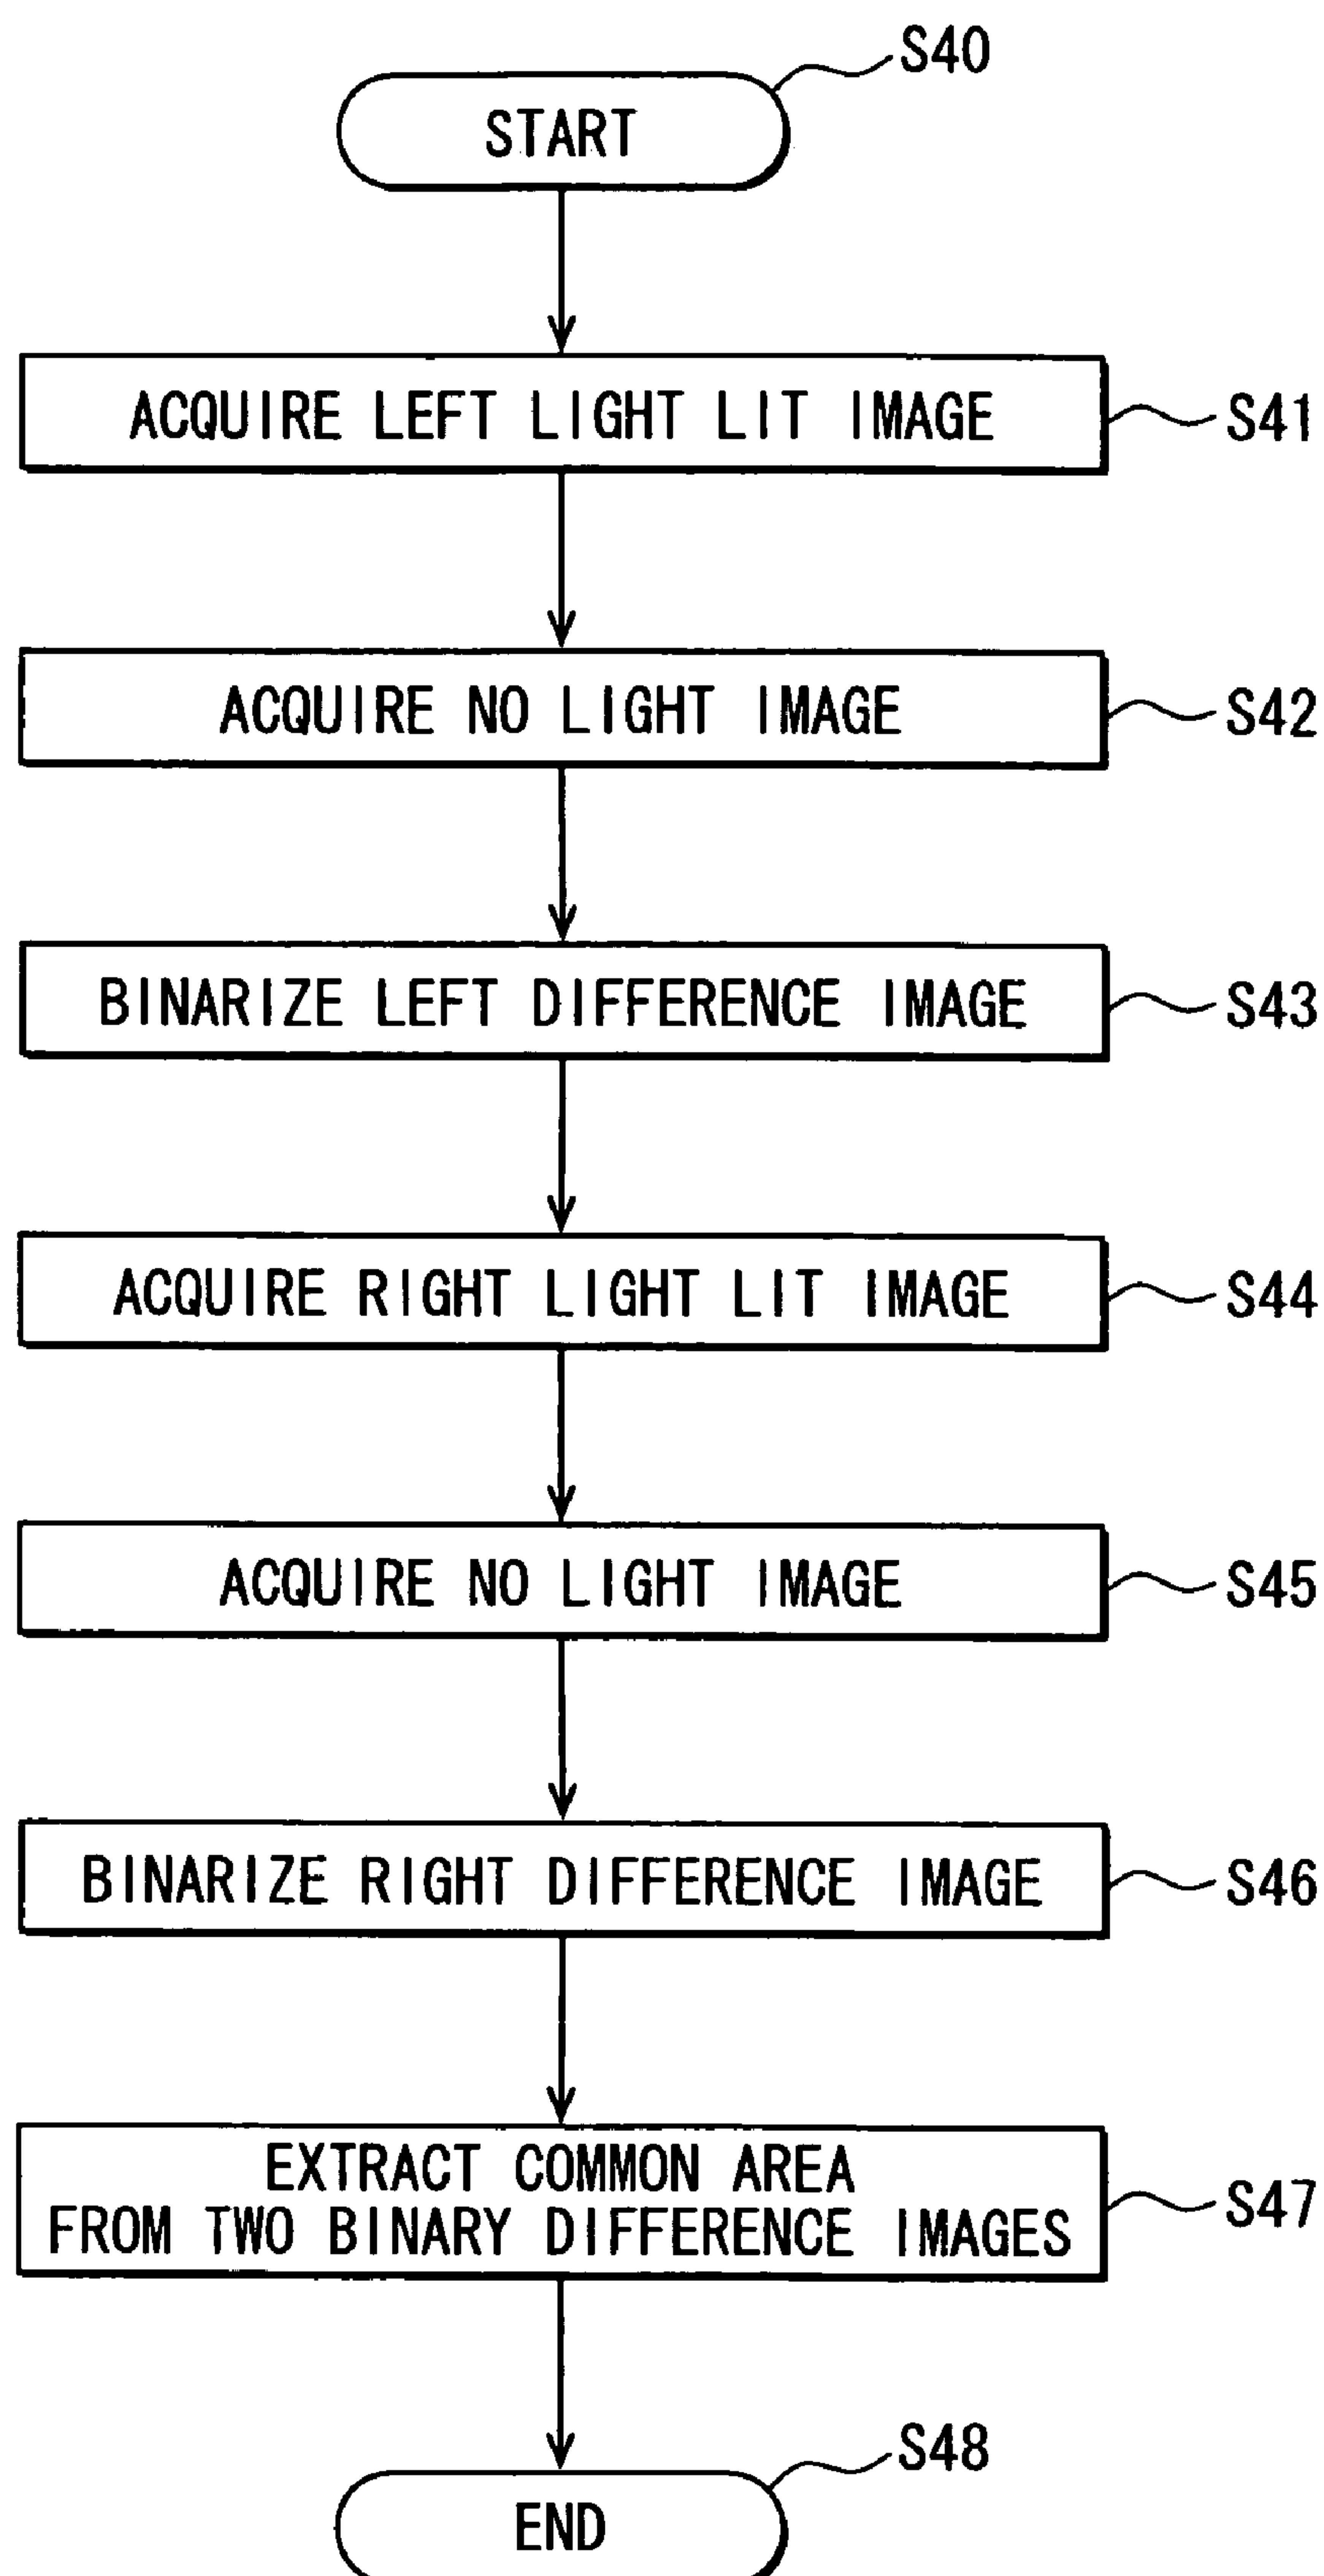 S40
START
ACQUIRE LEFT LIGHT LIT IMAGE
S41
ACQUIRE NO LIGHT IMAGE
S42
BINARIZE LEFT DIFFERENCE IMAGE
S43
ACQUIRE RIGHT LIGHT LIT IMAGE
S44
ACQUIRE NO LIGHT IMAGE
S45
BINARIZE RIGHT DIFFERENCE IMAGE
S46
EXTRACT COMMON AREA
FROM TWO BINARY DIFFERENCE IMAGES
S47
S48
END